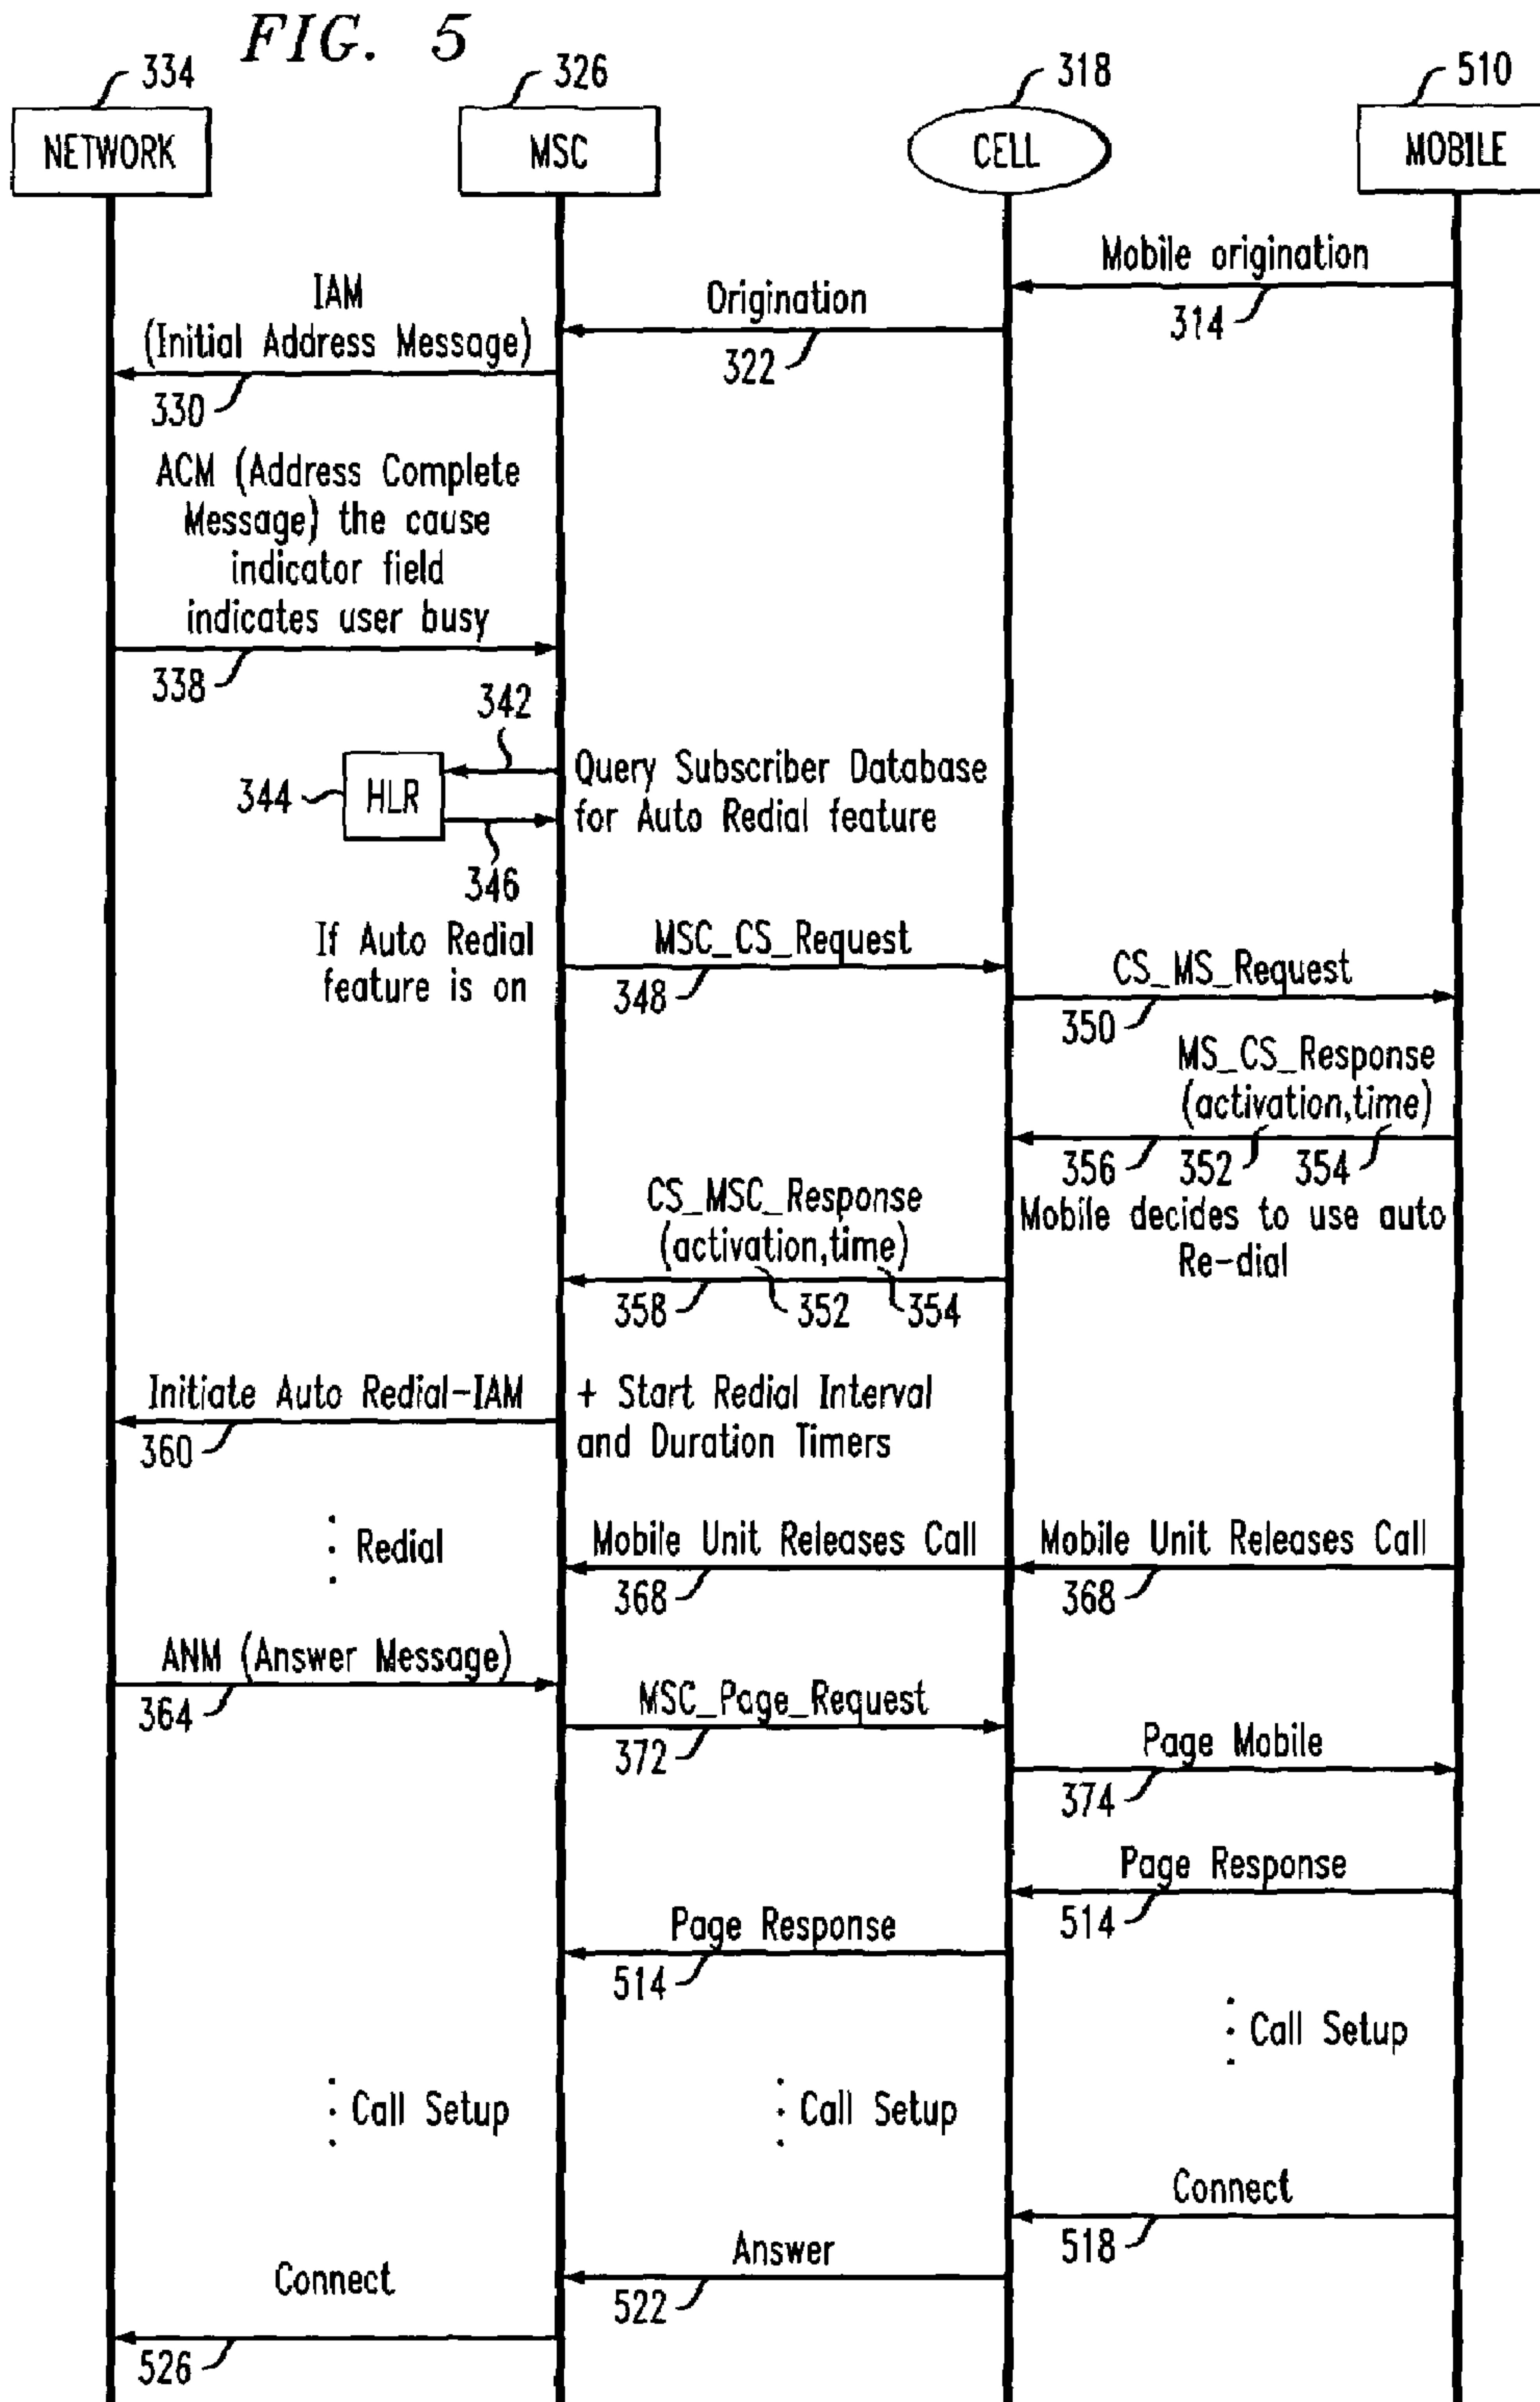 FIG. 5
334
326
318
510
NETWORK
MSC
CELL
MOBILE
Mobile origination
314
Origination
322
IAM
(Initial Address Message)
330
ACM (Address Complete
Message) the cause
indicator field
indicates user busy
338
342
344
HLR
Query Subscriber Database
for Auto Redial feature
346
If Auto Redial
feature is on
MSC_CS_Request
348
CS_MS_Request
350
MS_CS_Response
(activation,time)
356 352 354
Mobile decides to use auto
Re-dial
CS_MSC_Response
(activation,time)
358 352 354
Initiate Auto Redial-IAM
360
+ Start Redial Interval
and Duration Timers
Redial
Mobile Unit Releases Call
368
Mobile Unit Releases Call
368
ANM (Answer Message)
364
MSC_Page_Request
372
Page Mobile
374
Page Response
514
Page Response
514
Call Setup
Call Setup
Call Setup
Connect
518
Answer
522
Connect
526